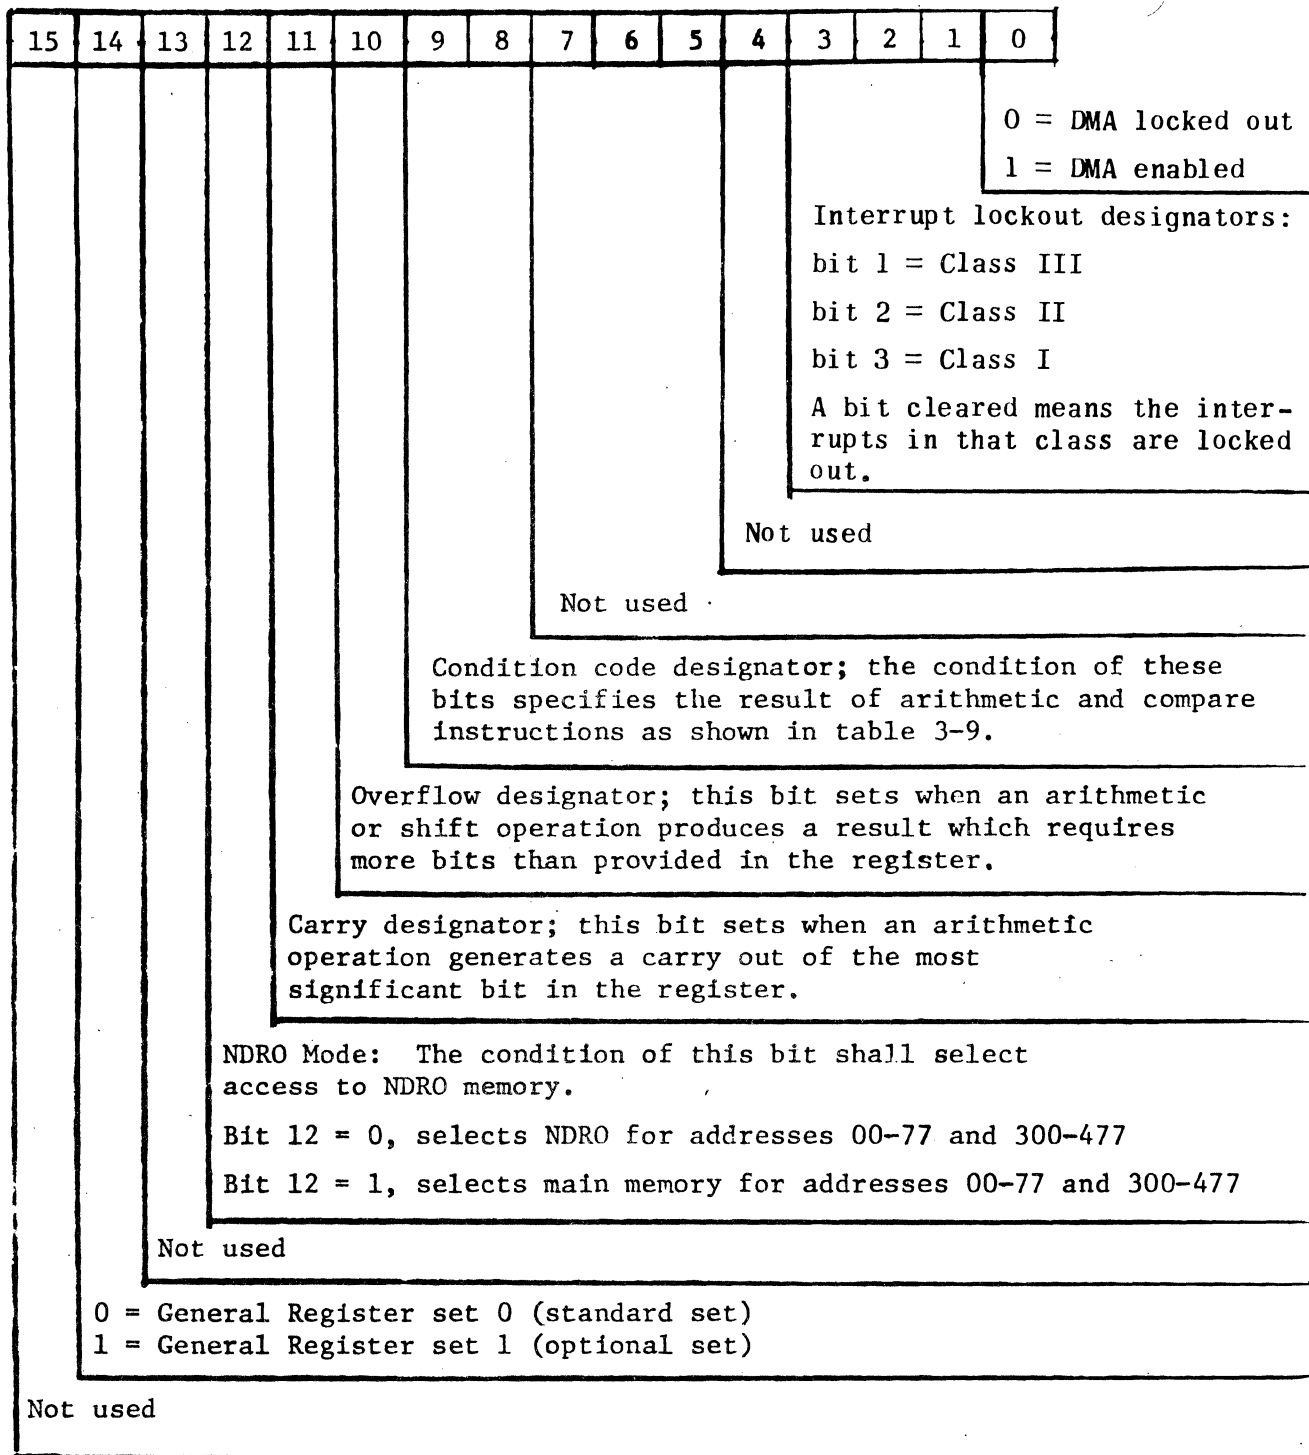 15 14 13 12 11 10 9 8 7 6 5 4 3 2 1 0
0 = DMA locked out
1 = DMA enabled
Interrupt lockout designators:
bit 1 = Class III
bit 2 = Class II
bit 3 = Class I
A bit cleared means the inter-
rupts in that class are locked
out.
Not used
Not used
Condition code designator; the condition of these
bits specifies the result of arithmetic and compare
instructions as shown in table 3-9.
Overflow designator; this bit sets when an arithmetic
or shift operation produces a result which requires
more bits than provided in the register.
Carry designator; this bit sets when an arithmetic
operation generates a carry out of the most
significant bit in the register.
NDRO Mode: The condition of this bit shall select
access to NDRO memory.
Bit 12 = 0, selects NDRO for addresses 00-77 and 300-477
Bit 12 = 1, selects main memory for addresses 00-77 and 300-477
Not used
0 = General Register set 0 (standard set)
1 = General Register set 1 (optional set)
Not used